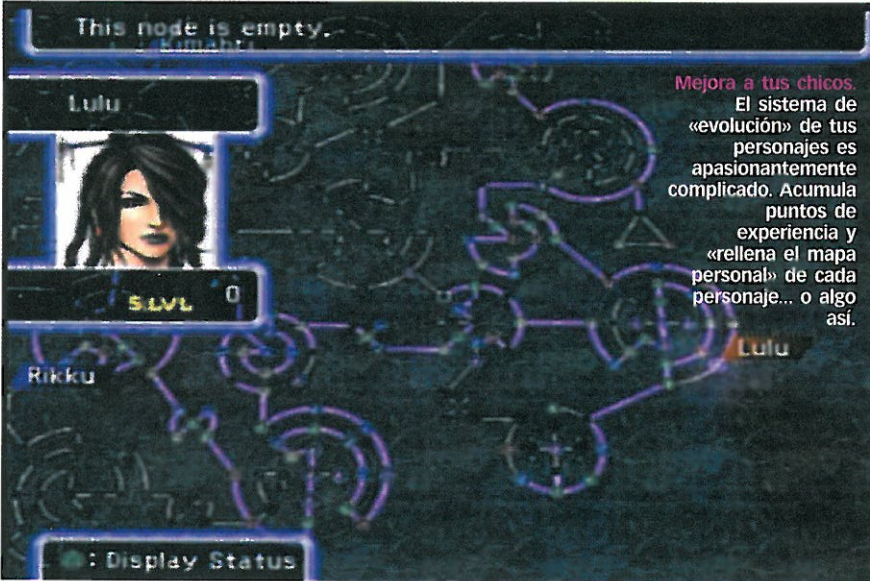 This node is empty.
Kimahri
Lulu
S.LVL 0
Mejora a tus chicos.
El sistema de
«evolución» de tus
personajes es
apasionantemente
complicado. Acumula
puntos de
experiencia y
«rellena el mapa
personal» de cada
personaje... o algo
así.
Lulu
Rikku
: Display Status